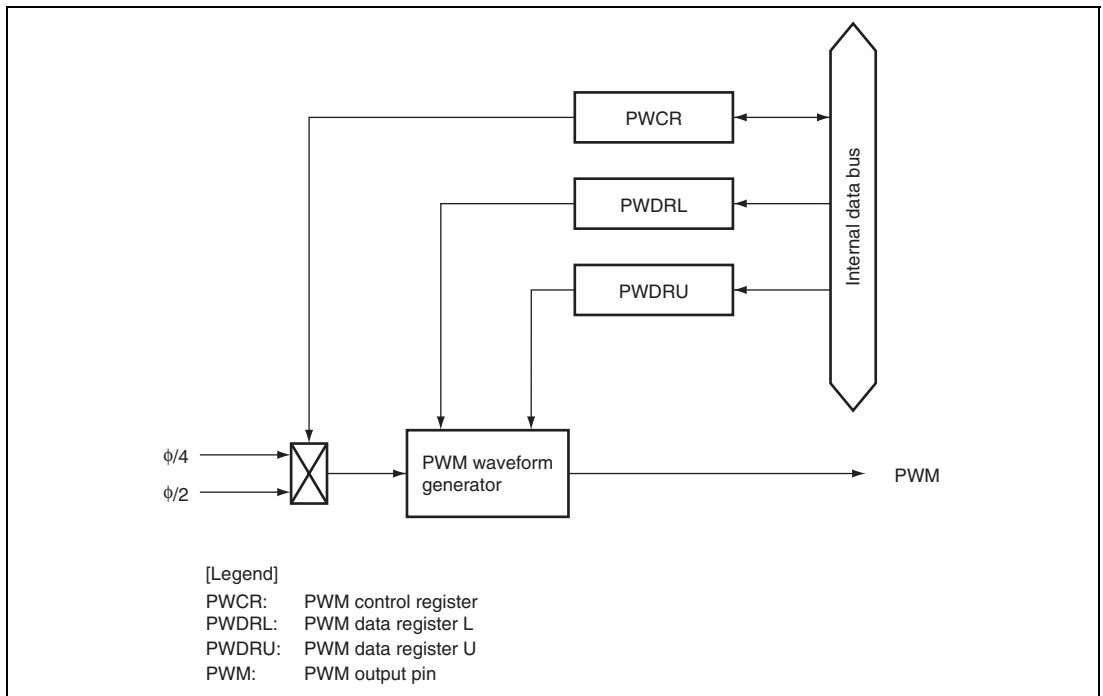 PWCR
PWDRL
PWDRU
Internal data bus
ϕ/4
ϕ/2
PWM waveform
generator
PWM
[Legend]
PWCR: PWM control register
PWDRL: PWM data register L
PWDRU: PWM data register U
PWM: PWM output pin